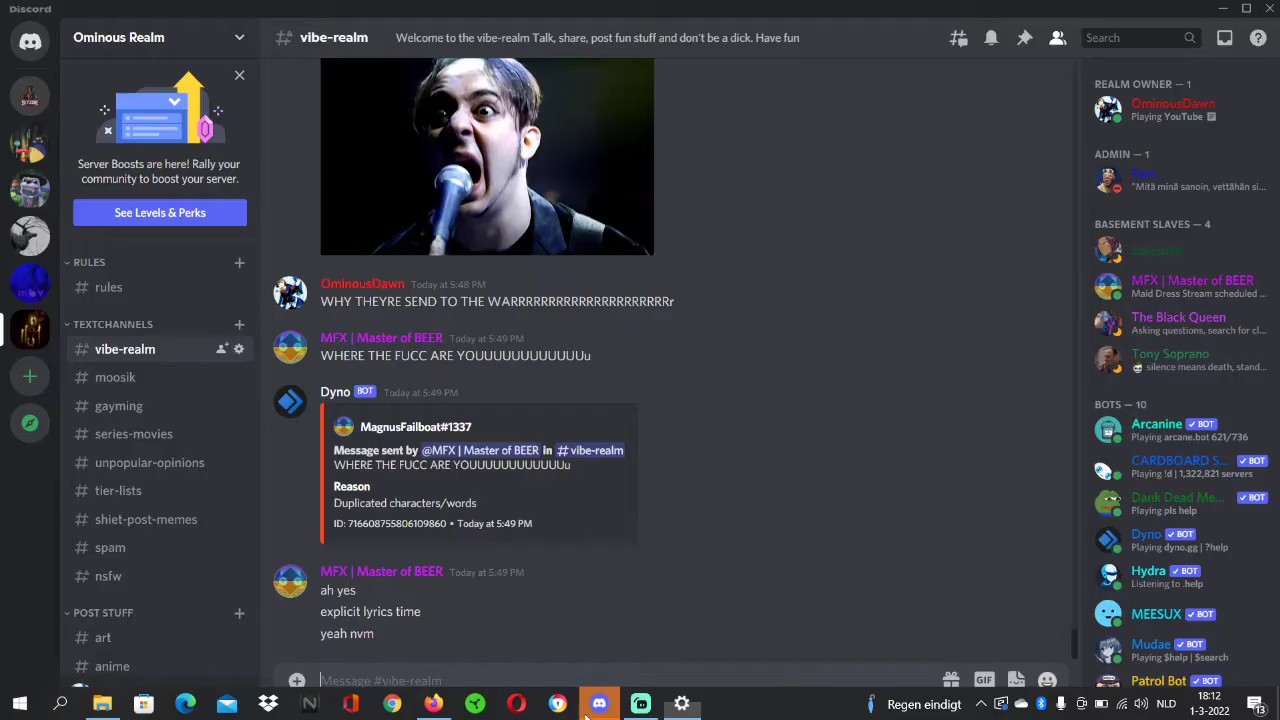 Discord
Ominous Realm
Server Boosts are here! Rally your
community to boost your server.
See Levels & Perks
RULES
rules
TEXTCHANNELS
vibe-realm
moosik
gayming
series-movies
unpopular-opinions
tier-lists
shiet-post-memes
spam
nsfw
POST STUFF
art
anime
vibe-realm
Welcome to the vibe-realm Talk, share, post fun stuff and don't be a dick. Have fun
Search
OminousDawn Today at 5:48 PM
WHY THEYRE SEND TO THE WARRRRRRRRRRRRRRRRRRRRRr
MFX | Master of BEER Today at 5:49 PM
WHERE THE FUCC ARE YOUUUUUUUUUUUUu
Dyno BOT Today at 5:49 PM
MagnusFailboat#1337
Message sent by @MFX | Master of BEER in # vibe-realm
WHERE THE FUCC ARE YOUUUUUUUUUUUUu
Reason
Duplicated characters/words
ID: 716608755806109860 • Today at 5:49 PM
MFX | Master of BEER Today at 5:49 PM
ah yes
explicit lyrics time
yeah nvm
Message #vibe-realm
GIF
REALM OWNER — 1
OminousDawn
Playing YouTube
ADMIN — 1
"Mitä minä sanoin, vettähän si...
BASEMENT SLAVES — 4
MFX | Master of BEER
Maid Dress Stream scheduled ...
The Black Queen
Asking questions, search for cl...
Tony Soprano
silence means death, stand...
BOTS — 10
Arcanine BOT
Playing arcane.bot 621/736
CARDBOARD S... BOT
Playing !d | 1,322,821 servers
Dank Dead Me... BOT
Playing pls help
Dyno BOT
Playing dyno.gg | ?help
Hydra BOT
Listening to .help
MEESUX BOT
Mudae BOT
Playing $help | $search
Patrol Bot BOT
Regen eindigt
NLD
18:12
1-3-2022
13